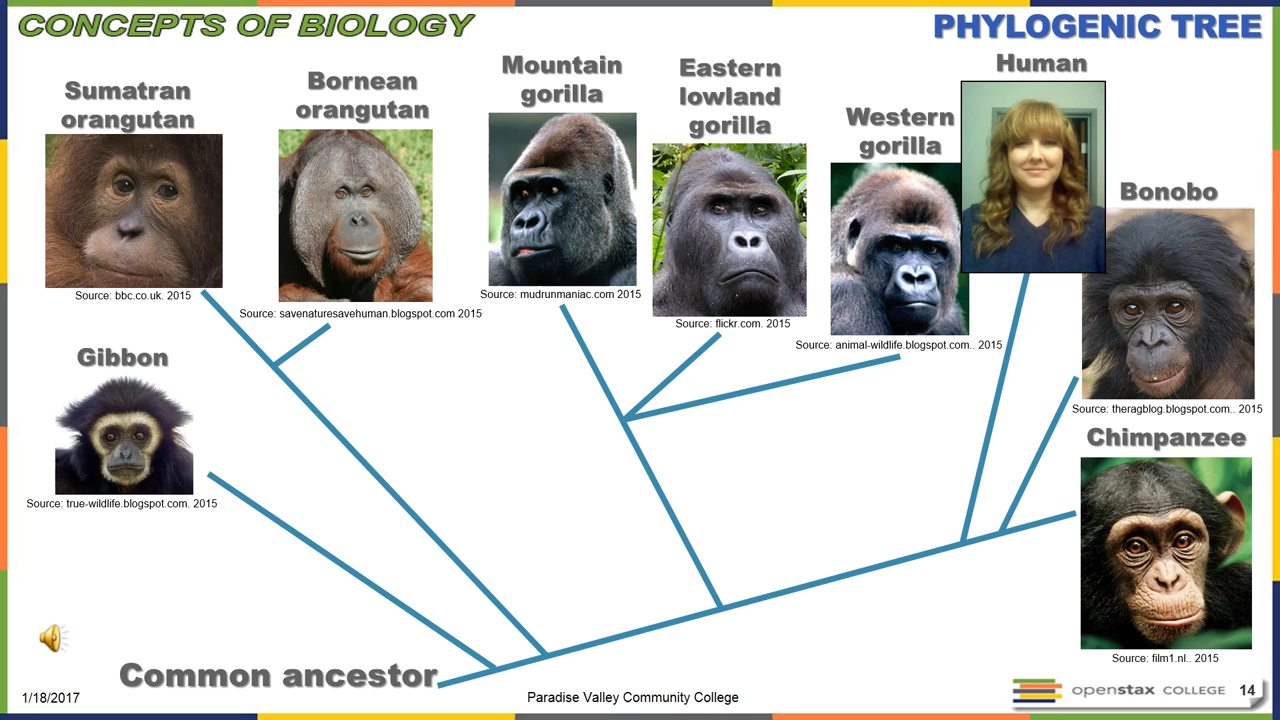 CONCEPTS OF BIOLOGY
PHYLOGENIC TREE
Sumatran
orangutan
Source: bbc.co.uk. 2015
Bornean
orangutan
Source: savenaturesavehuman.blogspot.com 2015
Mountain
gorilla
Source: mudrunmaniac.com 2015
Eastern
lowland
gorilla
Source: flickr.com. 2015
Western
gorilla
Source: animal-wildlife.blogspot.com.. 2015
Human
Bonobo
Source: theragblog.blogspot.com.. 2015
Gibbon
Source: true-wildlife.blogspot.com. 2015
Chimpanzee
Source: film1.nl.. 2015
Common ancestor
1/18/2017
Paradise Valley Community College
openstax COLLEGE
14